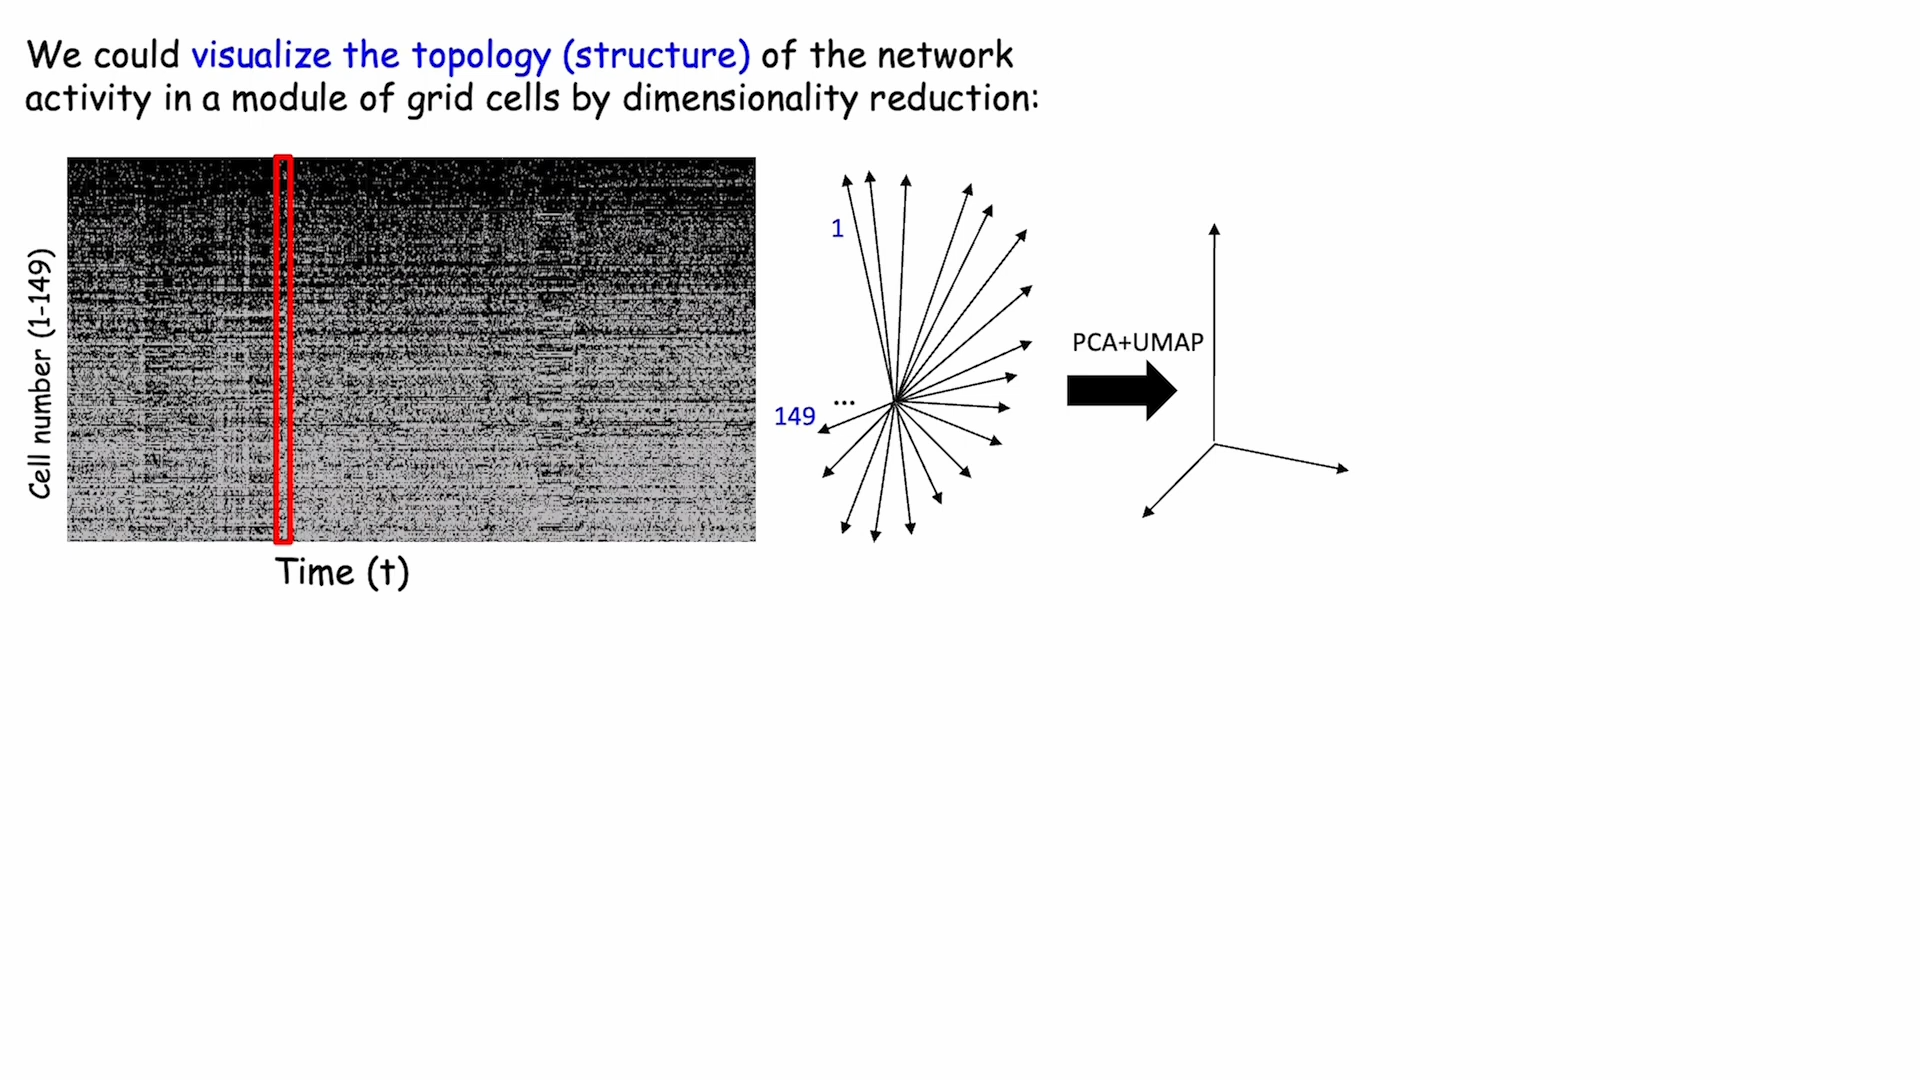 We could visualize the topology (structure) of the network
activity in a module of grid cells by dimensionality reduction:
Cell number (1-149)
Time (t)
1
...
149
PCA+UMAP